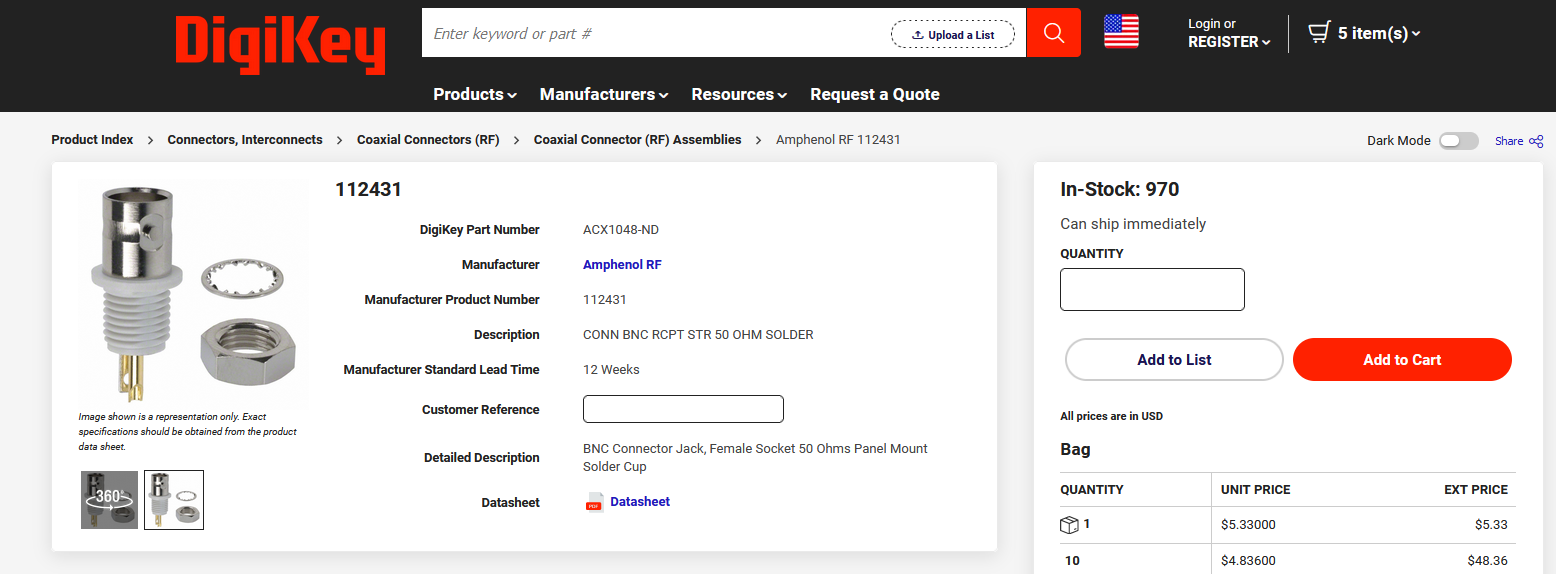 DigiKey
Enter keyword or part #
Upload a List
Login or
REGISTER
5 item(s)
Products
Manufacturers
Resources
Request a Quote
Product Index > Connectors, Interconnects > Coaxial Connectors (RF) > Coaxial Connector (RF) Assemblies > Amphenol RF 112431
Dark Mode
Share
112431
DigiKey Part Number ACX1048-ND
Manufacturer Amphenol RF
Manufacturer Product Number 112431
Description CONN BNC RCPT STR 50 OHM SOLDER
Manufacturer Standard Lead Time 12 Weeks
Customer Reference
Detailed Description BNC Connector Jack, Female Socket 50 Ohms Panel Mount
Solder Cup
Datasheet PDF Datasheet
Image shown is a representation only. Exact
specifications should be obtained from the product
data sheet.
360°
In-Stock: 970
Can ship immediately
QUANTITY
Add to List
Add to Cart
All prices are in USD
Bag
QUANTITY UNIT PRICE EXT PRICE
1 $5.33000 $5.33
10 $4.83600 $48.36